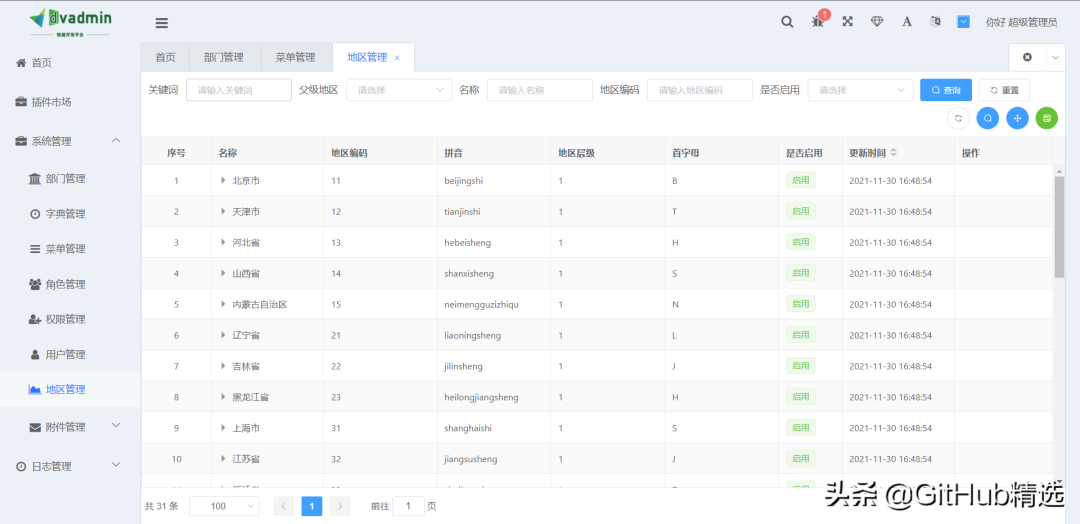 dvadmin
快速开发平台
1
你好 超级管理员
首页
插件市场
系统管理
部门管理
字典管理
菜单管理
角色管理
权限管理
用户管理
地区管理
附件管理
日志管理
首页 部门管理 菜单管理 地区管理
关键词 请输入关键词 父级地区 请选择 名称 请输入名称 地区编码 请输入地区编码 是否启用 请选择 查询 重置
序号 名称 地区编码 拼音 地区层级 首字母 是否启用 更新时间 操作
1 北京市 11 beijingshi 1 B 启用 2021-11-30 16:48:54
2 天津市 12 tianjinshi 1 T 启用 2021-11-30 16:48:54
3 河北省 13 hebeisheng 1 H 启用 2021-11-30 16:48:54
4 山西省 14 shanxisheng 1 S 启用 2021-11-30 16:48:54
5 内蒙古自治区 15 neimengguzizhiqu 1 N 启用 2021-11-30 16:48:54
6 辽宁省 21 liaoningsheng 1 L 启用 2021-11-30 16:48:54
7 吉林省 22 jilinsheng 1 J 启用 2021-11-30 16:48:54
8 黑龙江省 23 heilongjiangsheng 1 H 启用 2021-11-30 16:48:54
9 上海市 31 shanghaishi 1 S 启用 2021-11-30 16:48:54
10 江苏省 32 jiangsusheng 1 J 启用 2021-11-30 16:48:54
共 31 条 100 1 前往 1 页
头条 @GitHub精选